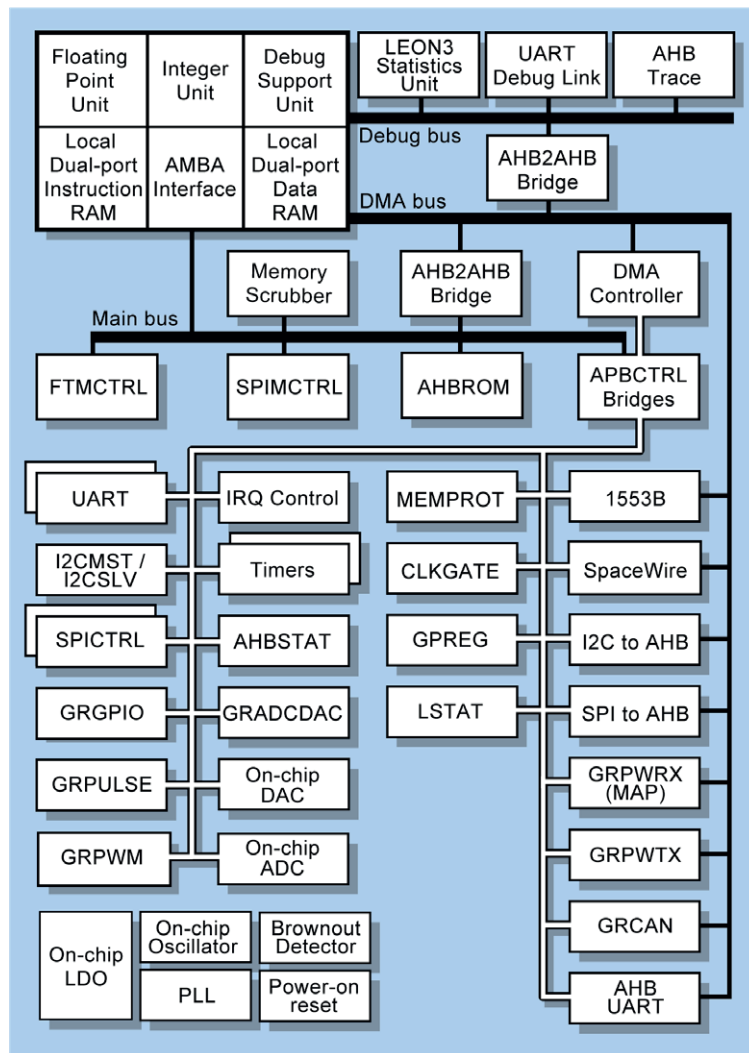 Floating
Point
Unit
Integer
Unit
Debug
Support
Unit
LEON3
Statistics
Unit
UART
Debug Link
AHB
Trace
Debug bus
Local
Dual-port
Instruction
RAM
AMBA
Interface
Local
Dual-port
Data
RAM
AHB2AHB
Bridge
DMA bus
Memory
Scrubber
AHB2AHB
Bridge
DMA
Controller
Main bus
FTMCTRL
SPIMCTRL
AHBROM
APBCTRL
Bridges
UART
IRQ Control
MEMPROT
1553B
I2CMST /
I2CSLV
Timers
CLKGATE
SpaceWire
SPICTRL
AHBSTAT
GPREG
I2C to AHB
GRGPIO
GRADCDAC
LSTAT
SPI to AHB
GRPULSE
On-chip
DAC
GRPWRX
(MAP)
GRPWM
On-chip
ADC
GRPWTX
GRCAN
On-chip
LDO
On-chip
Oscillator
Brownout
Detector
PLL
Power-on
reset
AHB
UART